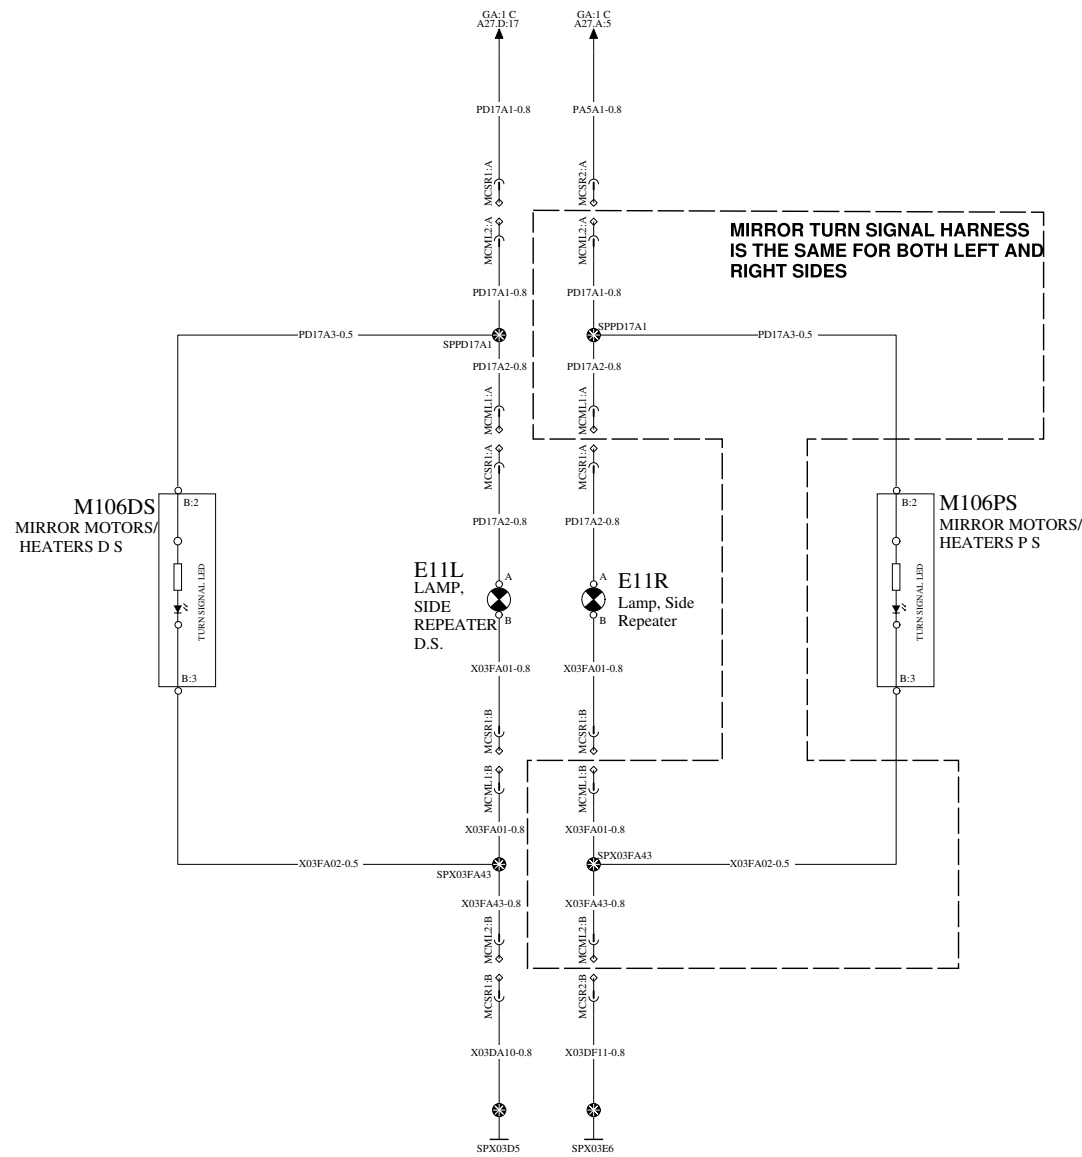 GA:1 C
A27.D:17
GA:1 C
A27.A:5
PD17A1-0.8
PA5A1-0.8
MCSR1:A
MCSR2:A
MCML2:A
MCML2:A
MIRROR TURN SIGNAL HARNESS
IS THE SAME FOR BOTH LEFT AND
RIGHT SIDES
PD17A1-0.8
PD17A1-0.8
PD17A3-0.5
SPPD17A1
SPPD17A1
PD17A3-0.5
PD17A2-0.8
PD17A2-0.8
MCML1:A
MCML1:A
MCSR1:A
MCSR1:A
M106DS
MIRROR MOTORS/
HEATERS D S
B:2
TURN SIGNAL LED
B:3
PD17A2-0.8
PD17A2-0.8
M106PS
MIRROR MOTORS/
HEATERS P S
B:2
TURN SIGNAL LED
B:3
E11L
LAMP,
SIDE
REPEATER
D.S.
A
B
E11R
Lamp, Side
Repeater
A
B
X03FA01-0.8
X03FA01-0.8
MCSR1:B
MCSR1:B
MCML1:B
MCML1:B
X03FA01-0.8
X03FA01-0.8
X03FA02-0.5
SPX03FA43
SPX03FA43
X03FA02-0.5
X03FA43-0.8
X03FA43-0.8
MCML2:B
MCML2:B
MCSR1:B
MCSR2:B
X03DA10-0.8
X03DF11-0.8
SPX03D5
SPX03E6